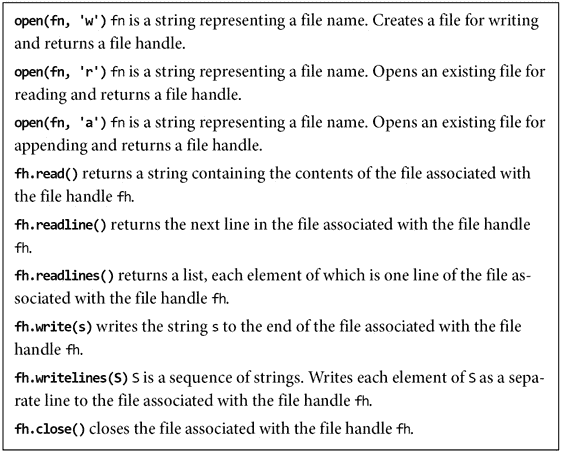 open(fn, 'w') fn is a string representing a file name. Creates a file for writing
and returns a file handle.
open(fn, 'r') fn is a string representing a file name. Opens an existing file for
reading and returns a file handle.
open(fn, 'a') fn is a string representing a file name. Opens an existing file for
appending and returns a file handle.
fh.read() returns a string containing the contents of the file associated with
the file handle fh.
fh.readline() returns the next line in the file associated with the file handle
fh.
fh.readlines() returns a list, each element of which is one line of the file as-
sociated with the file handle fh.
fh.write(s) writes the string s to the end of the file associated with the file
handle fh.
fh.writelines(S) S is a sequence of strings. Writes each element of S as a sepa-
rate line to the file associated with the file handle fh.
fh.close() closes the file associated with the file handle fh.